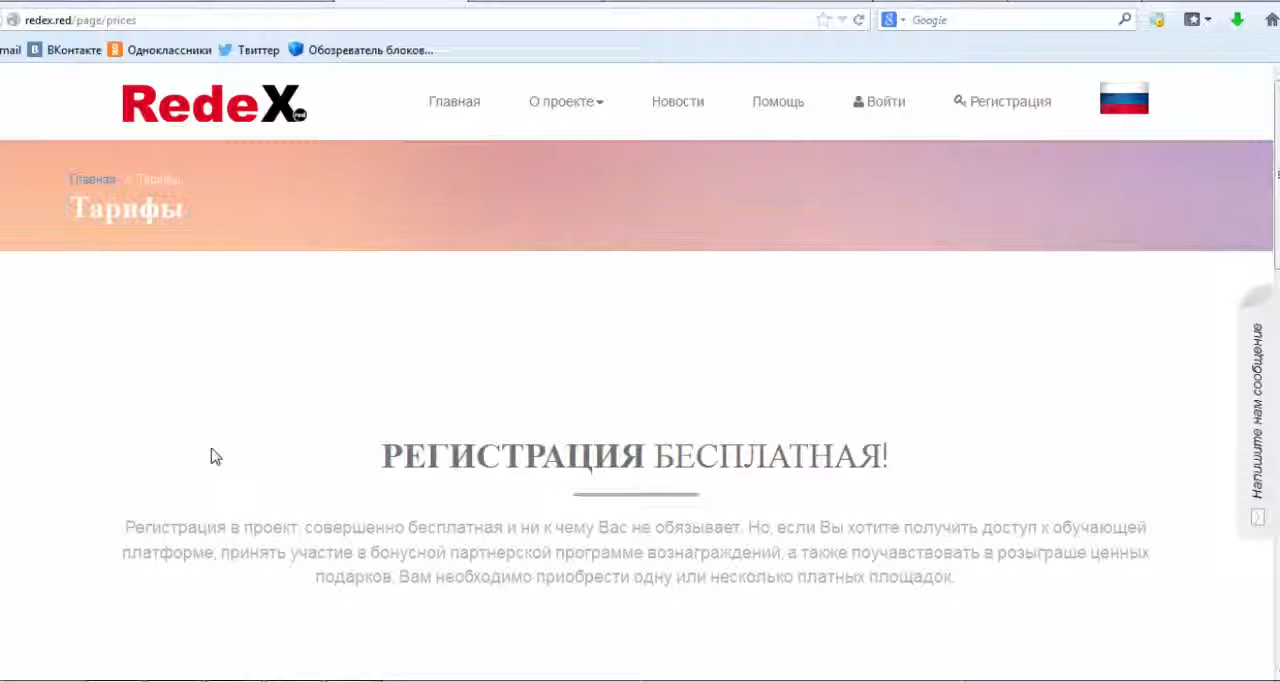 redex.red/page/prices
Google
mail ВКонтакте Одноклассники Твиттер Обозреватель блоков...
RedeX red
Главная О проекте Новости Помощь Войти Регистрация
Главная > Тарифы
Тарифы
РЕГИСТРАЦИЯ БЕСПЛАТНАЯ!
Регистрация в проект, совершенно бесплатная и ни к чему Вас не обязывает. Но, если Вы хотите получить доступ к обучающей
платформе, принять участие в бонусной партнерской программе вознаграждений, а также поучавствовать в розыграше ценных
подарков. Вам необходимо приобрести одну или несколько платных площадок.
Напишите нам сообщение